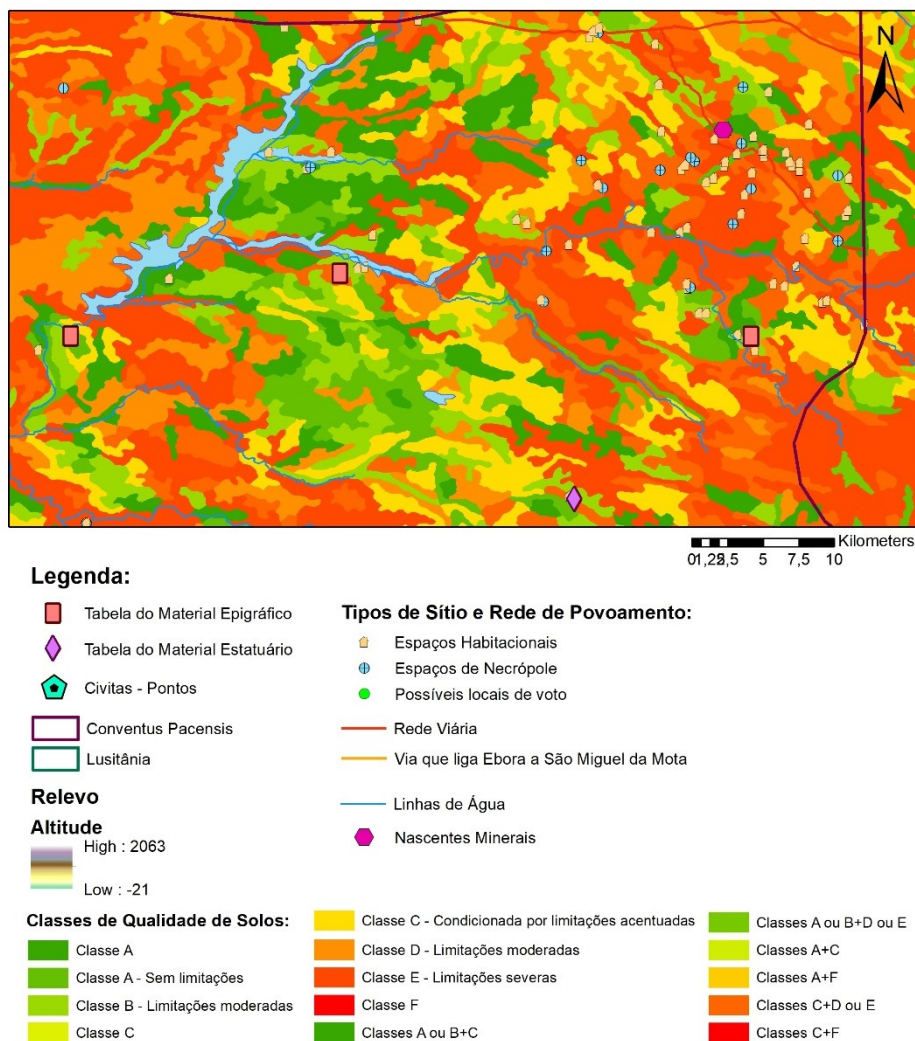 N
Kilometers
0 1,25 2,5 5 7,5 10
Legenda:
Tabela do Material Epigráfico
Tabela do Material Estatuário
Civitas - Pontos
Conventus Pacensis
Lusitânia
Relevo
Altitude
High : 2063
Low : -21
Tipos de Sítio e Rede de Povoamento:
Espaços Habitacionais
Espaços de Necrópole
Possíveis locais de voto
Rede Viária
Via que liga Ebora a São Miguel da Mota
Linhas de Água
Nascentes Minerais
Classes de Qualidade de Solos:
Classe A
Classe A - Sem limitações
Classe B - Limitações moderadas
Classe C
Classe C - Condicionada por limitações acentuadas
Classe D - Limitações moderadas
Classe E - Limitações severas
Classe F
Classes A ou B+C
Classes A ou B+D ou E
Classes A+C
Classes A+F
Classes C+D ou E
Classes C+F